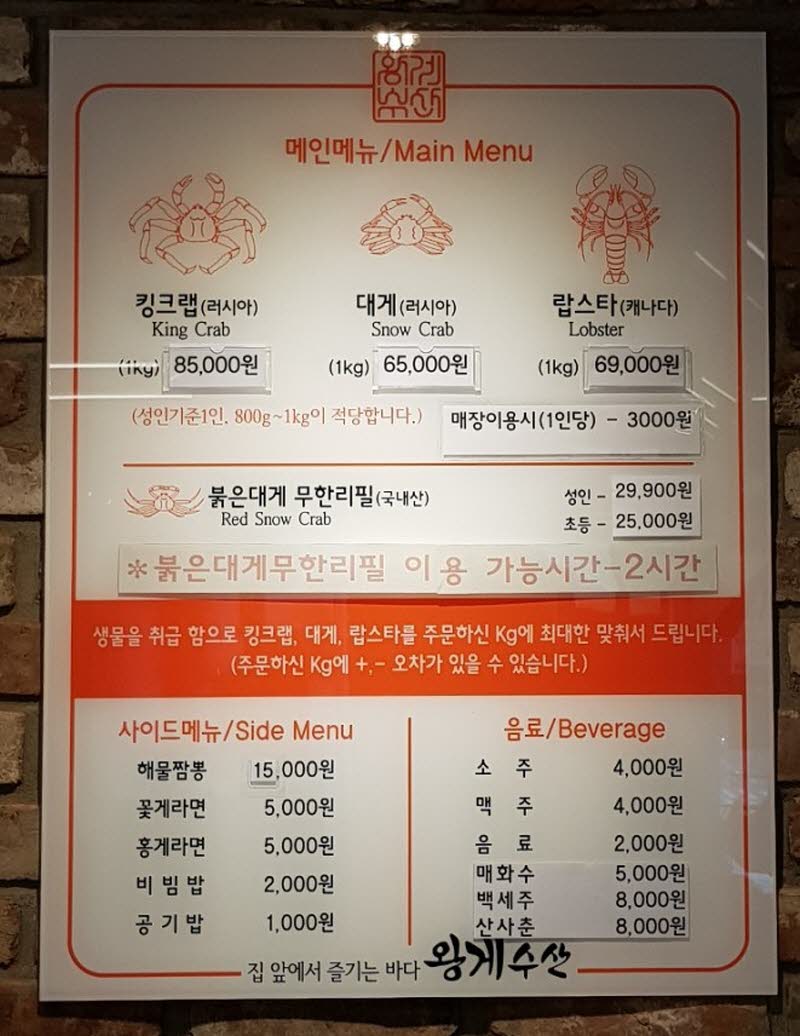 왕게
수산
메인메뉴/Main Menu
킹크랩(러시아) 대게(러시아) 랍스타(캐나다)
King Crab Snow Crab Lobster
(1kg) 85,000원 (1kg) 65,000원 (1kg) 69,000원
(성인기준1인, 800g~1kg이 적당합니다.) 매장이용시(1인당) - 3000원
붉은대게 무한리필(국내산) 성인 - 29,900원
Red Snow Crab 초등 - 25,000원
*붉은대게무한리필 이용 가능시간-2시간
생물을 취급 함으로 킹크랩, 대게, 랍스타를 주문하신 Kg에 최대한 맞춰서 드립니다.
(주문하신 Kg에 +,- 오차가 있을 수 있습니다.)
사이드메뉴/Side Menu
해물짬뽕 15,000원
꽃게라면 5,000원
홍게라면 5,000원
비빔밥 2,000원
공기밥 1,000원
음료/Beverage
소주 4,000원
맥주 4,000원
음료 2,000원
매화수 5,000원
백세주 8,000원
산사춘 8,000원
집 앞에서 즐기는 바다 왕게수산